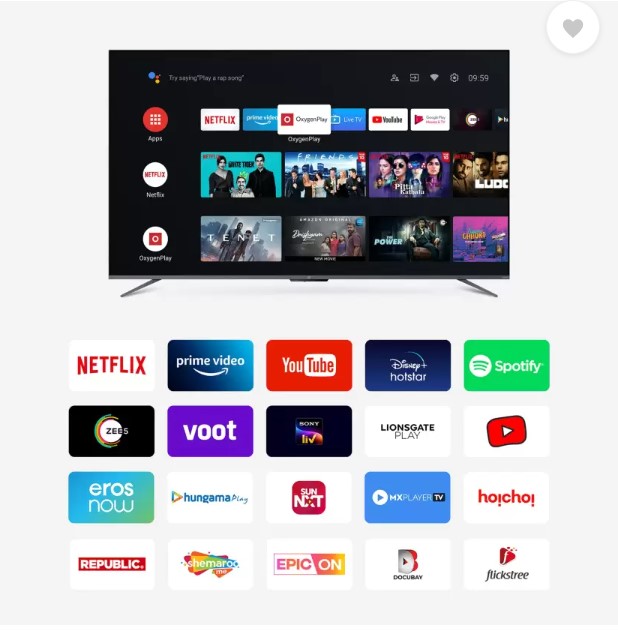 Try saying"Play a rap song"
09:59
NETFLIX
prime video
OxygenPlay
Live TV
YouTube
Google Play
Movies & TV
OxygenPlay
Apps
Netflix
OxygenPlay
NETFLIX
WHITE TIGER
FRIENDS
Pitta
Kathalu
LUDO
TENET
AMAZON ORIGINAL
NEW MOVIE
THE
POWER
NETFLIX
prime video
YouTube
Disney+
hotstar
Spotify
ZEE5
voot
SONY
liv
LIONSGATE
PLAY
eros
now
hungama Play
SUN
NXT
MXPLAYER TV
hoichoi
REPUBLIC.
shemaroo
me
EPIC ON
DOCUBAY
flickstree